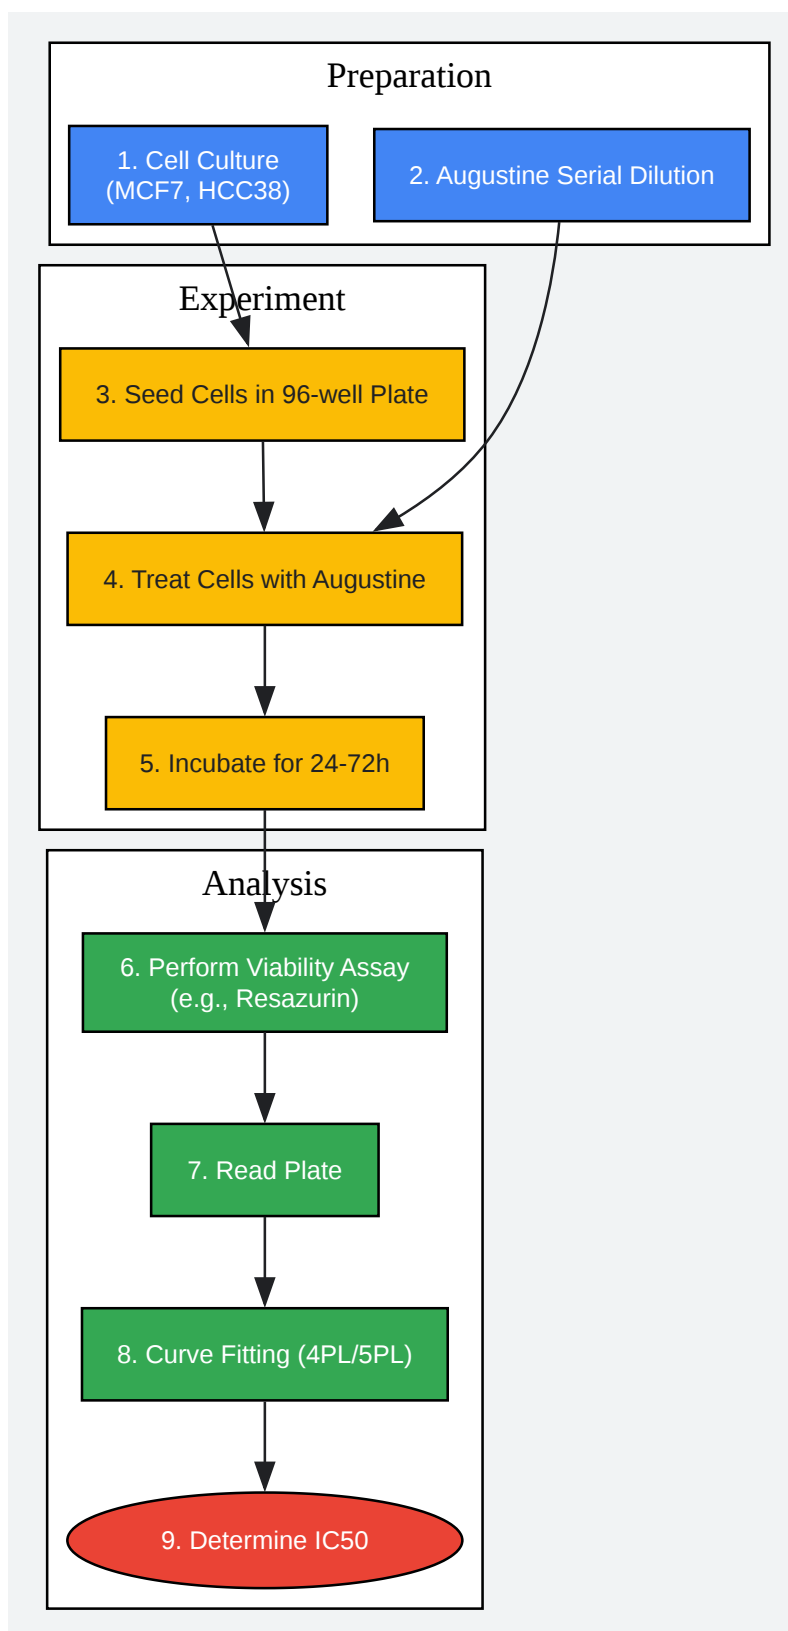 Preparation
1. Cell Culture
(MCF7, HCC38)
2. Augustine Serial Dilution
Experiment
3. Seed Cells in 96-well Plate
4. Treat Cells with Augustine
5. Incubate for 24-72h
Analysis
6. Perform Viability Assay
(e.g., Resazurin)
7. Read Plate
8. Curve Fitting (4PL/5PL)
9. Determine IC50